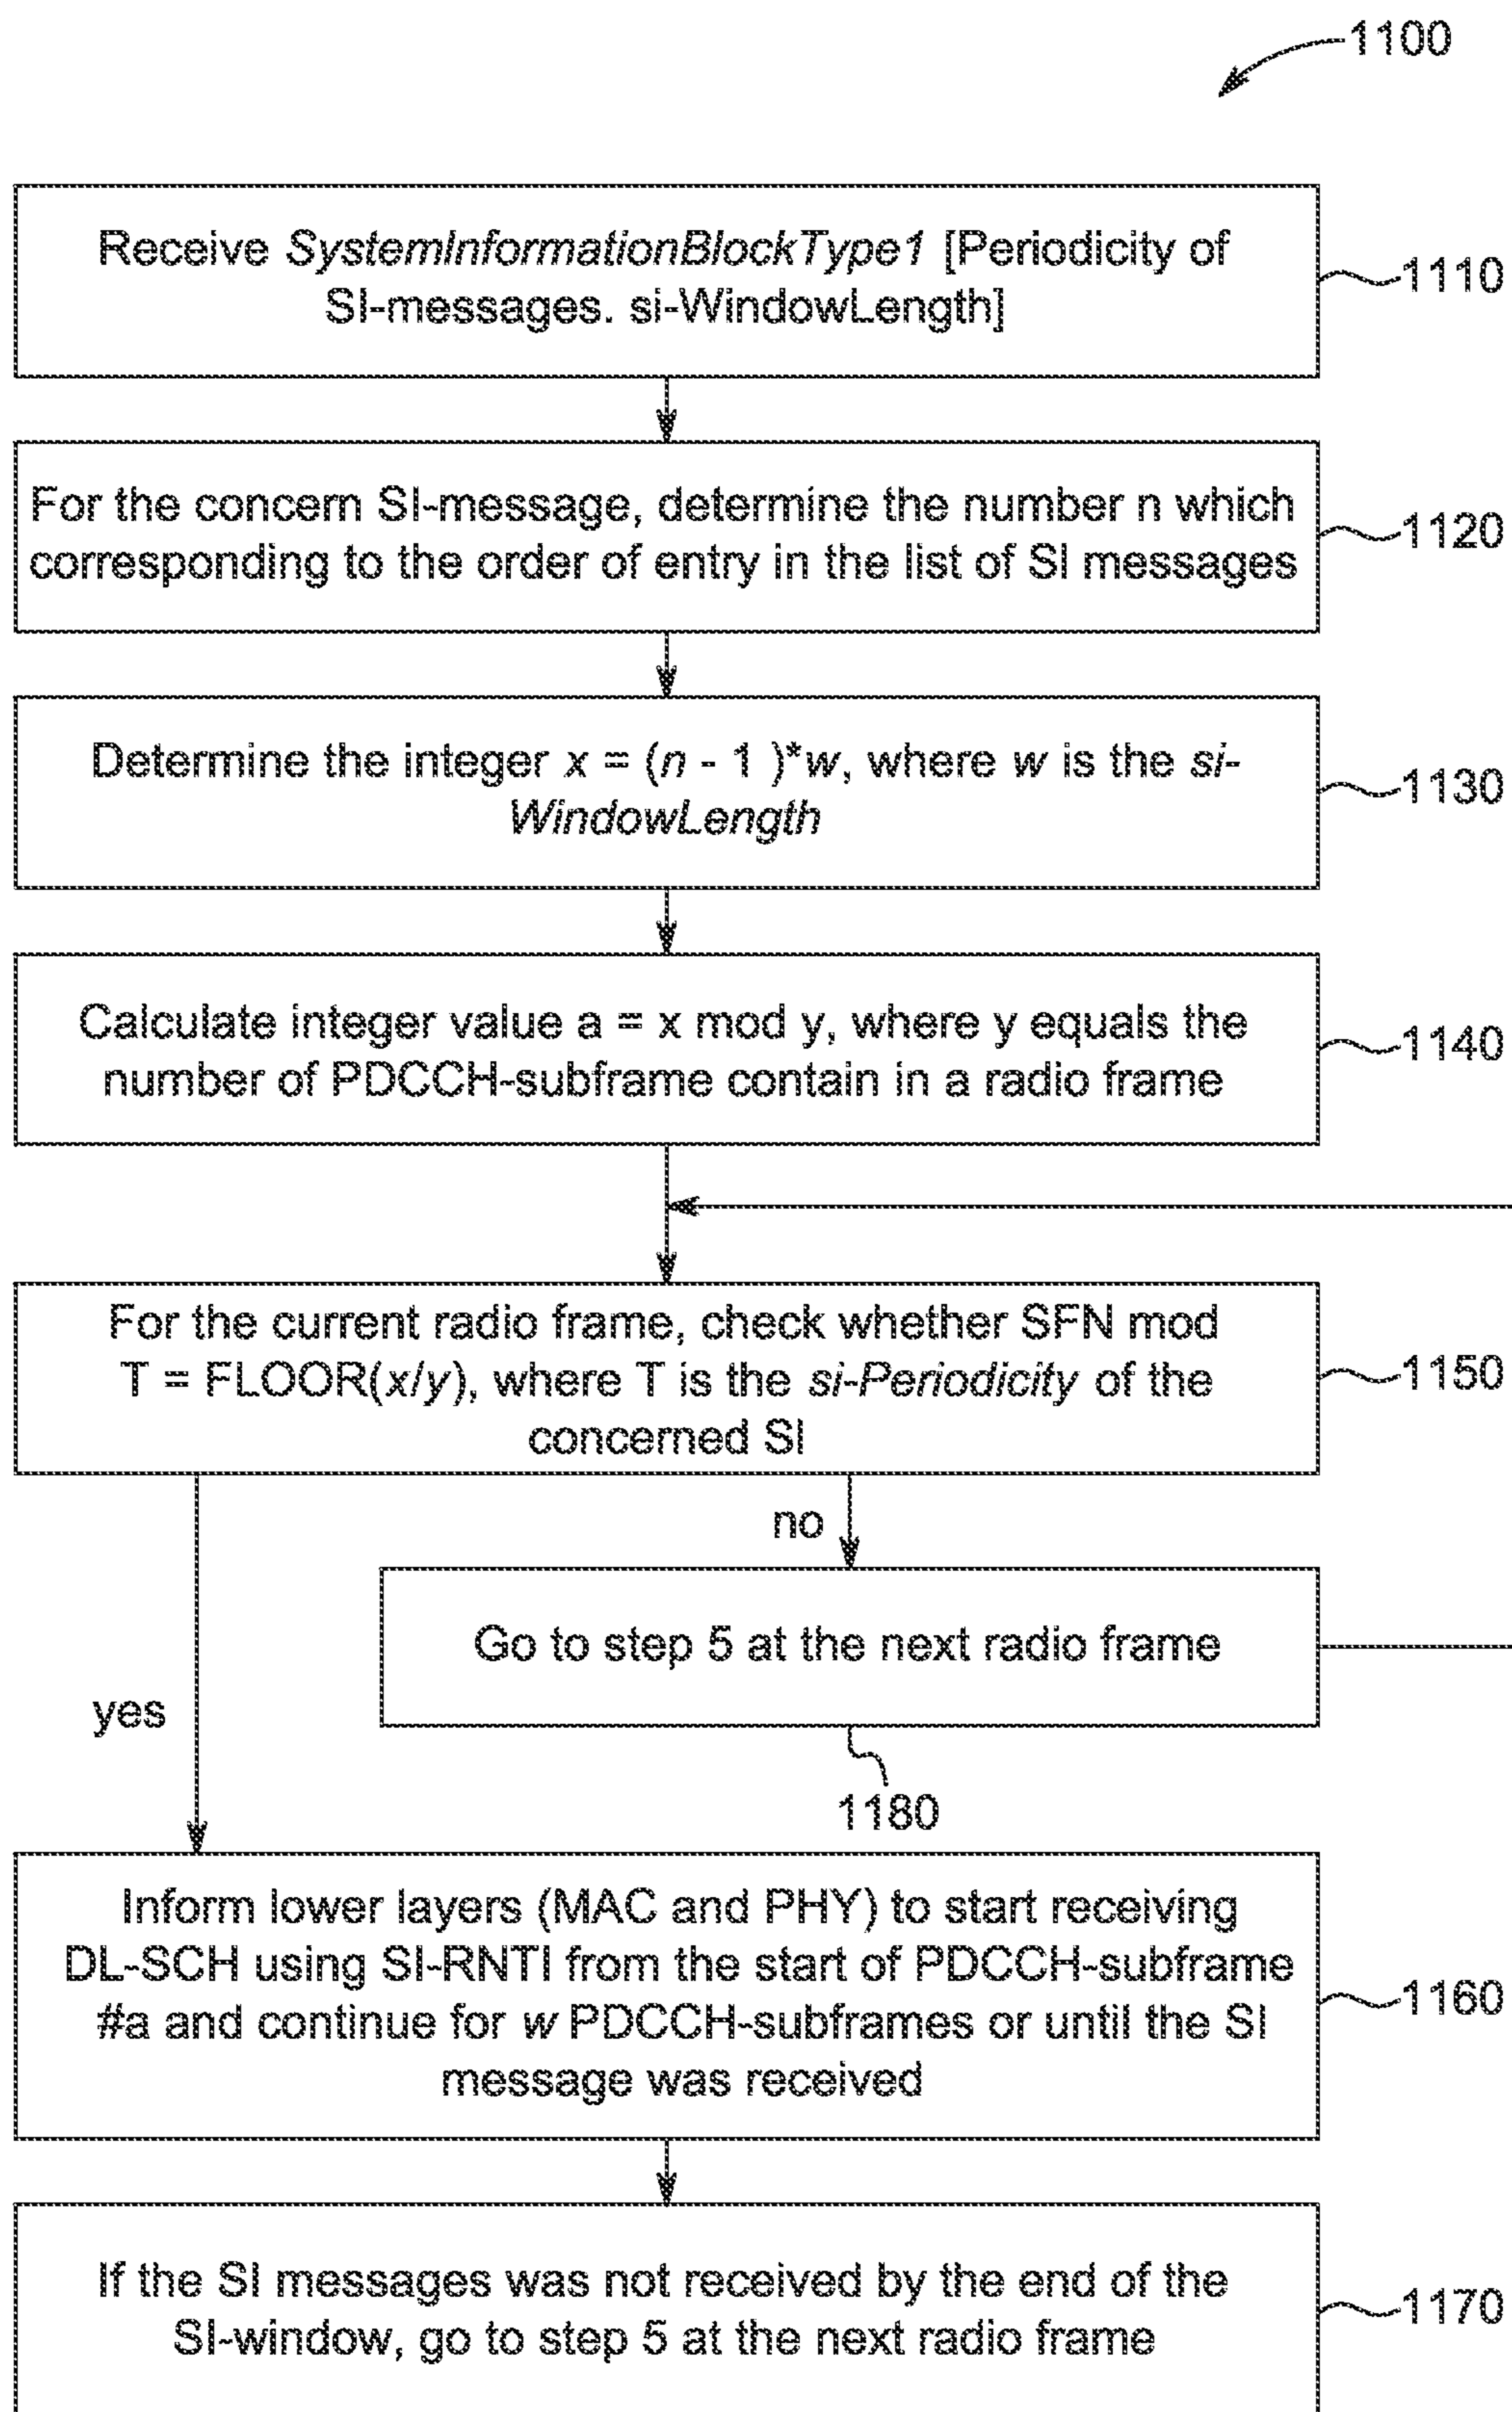 1100
Receive SystemInformationBlockType1 [Periodicity of
SI-messages. si-WindowLength]
1110
For the concern SI-message, determine the number n which
corresponding to the order of entry in the list of SI messages
1120
Determine the integer x = (n - 1 )*w, where w is the si-
WindowLength
1130
Calculate integer value a = x mod y, where y equals the
number of PDCCH-subframe contain in a radio frame
1140
For the current radio frame, check whether SFN mod
T = FLOOR(x/y), where T is the si-Periodicity of the
concerned SI
1150
no
Go to step 5 at the next radio frame
yes
1180
Inform lower layers (MAC and PHY) to start receiving
DL-SCH using SI-RNTI from the start of PDCCH-subframe
#a and continue for w PDCCH-subframes or until the SI
message was received
1160
If the SI messages was not received by the end of the
SI-window, go to step 5 at the next radio frame
1170